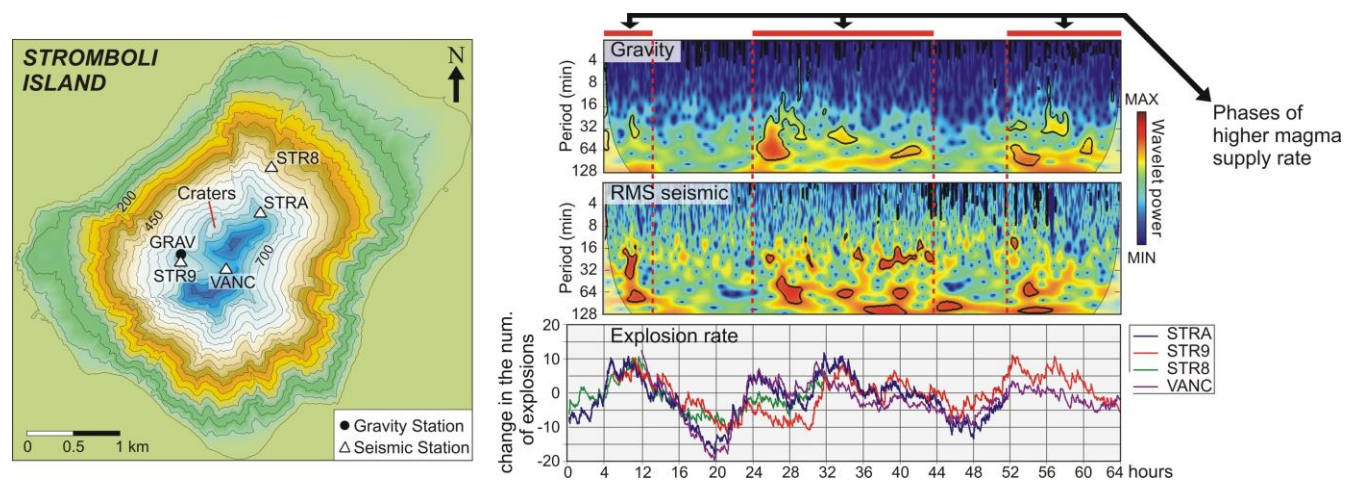 STROMBOLI
ISLAND
N
STR8
Craters
STRA
200
450
GRAV
700
STR9
VANC
0 0.5 1 km
Gravity Station
Seismic Station
Gravity
Period (min)
4
8
16
32
64
128
RMS seismic
Period (min)
4
8
16
32
64
128
MAX
Wavelet power
MIN
Phases of
higher magma
supply rate
Explosion rate
change in the num.
of explosions
20
10
0
-10
-20
0 4 8 12 16 20 24 28 32 36 40 44 48 52 56 60 64 hours
STRA
STR9
STR8
VANC